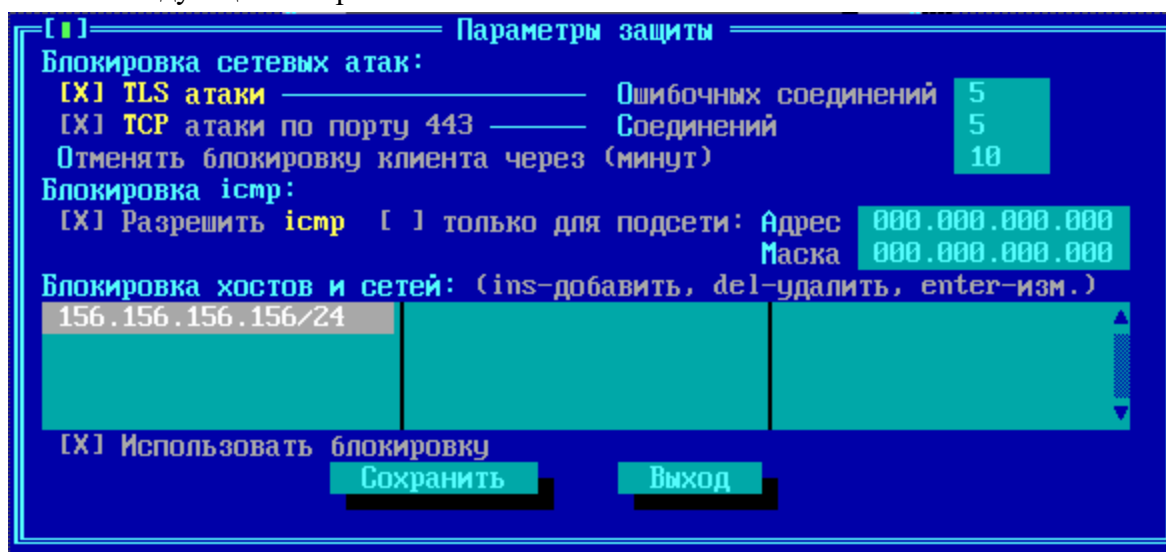 [▮] Параметры защиты
Блокировка сетевых атак:
[X] TLS атаки Ошибочных соединений 5
[X] TCP атаки по порту 443 Соединений 5
Отменять блокировку клиента через (минут) 10
Блокировка icmp:
[X] Разрешить icmp [ ] только для подсети: Адрес 000.000.000.000
Маска 000.000.000.000
Блокировка хостов и сетей: (ins-добавить, del-удалить, enter-изм.)
156.156.156.156/24
[X] Использовать блокировку
Сохранить Выход